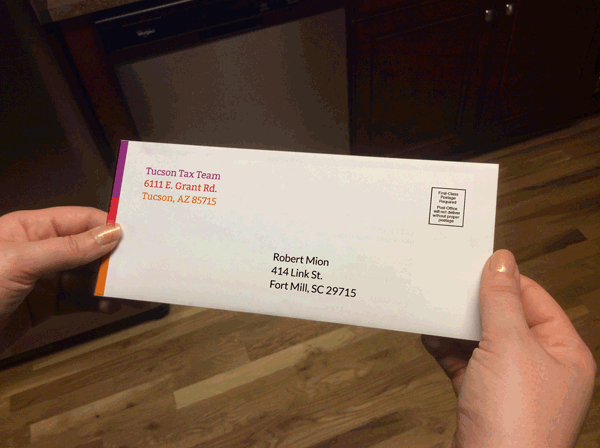 Tucson Tax Team
6111 E. Grant Rd.
Tucson, AZ 85715
First-Class
Postage
Required
Post Office
will not deliver
without proper
postage.
Robert Mion
414 Link St.
Fort Mill, SC 29715